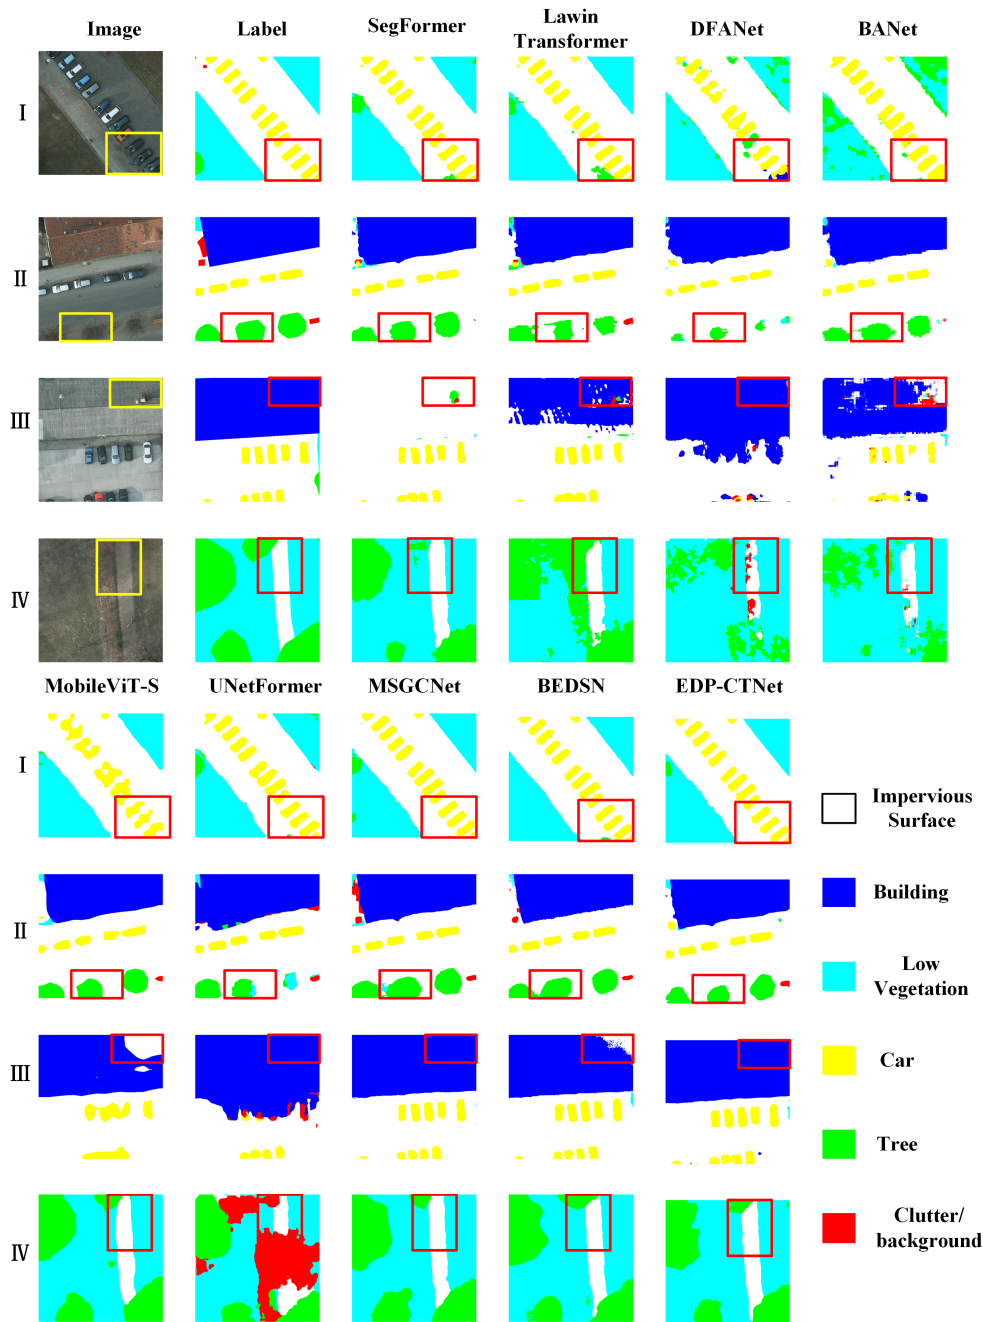 Image
Label
SegFormer
Lawin
Transformer
DFANet
BANet
I
II
III
IV
MobileViT-S
UNetFormer
MSGCNet
BEDSN
EDP-CTNet
I
II
III
IV
Impervious
Surface
Building
Low
Vegetation
Car
Tree
Clutter/
background